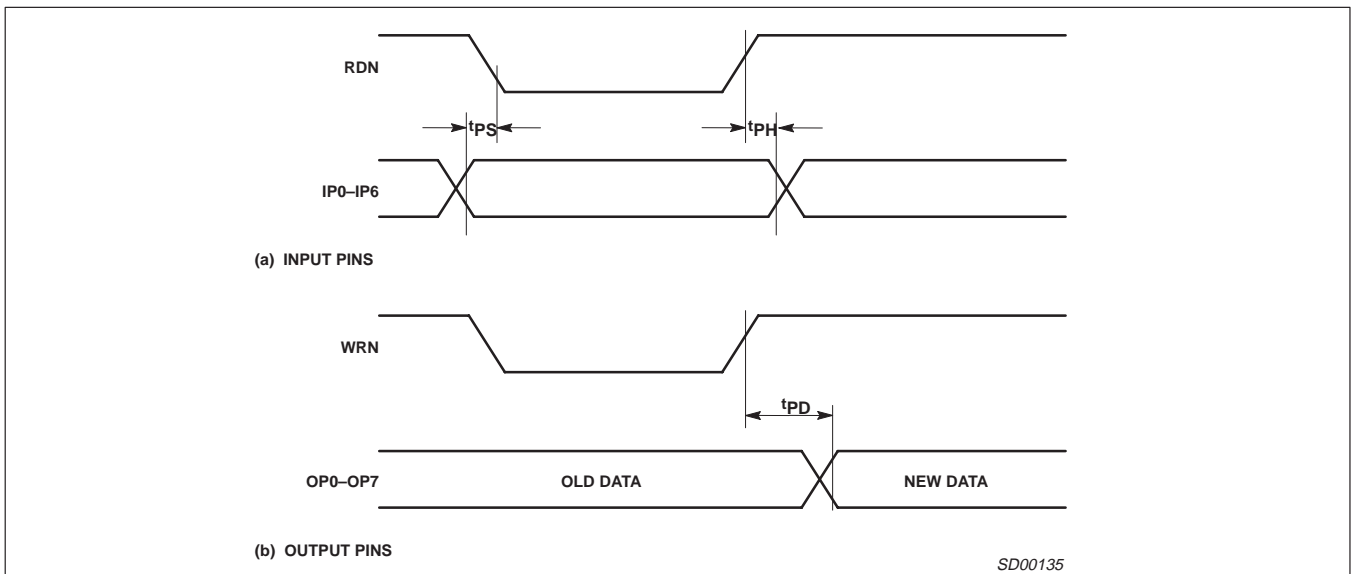 RDN
tPS
tPH
IP0–IP6
(a) INPUT PINS
WRN
tPD
OP0–OP7 OLD DATA NEW DATA
(b) OUTPUT PINS
SD00135